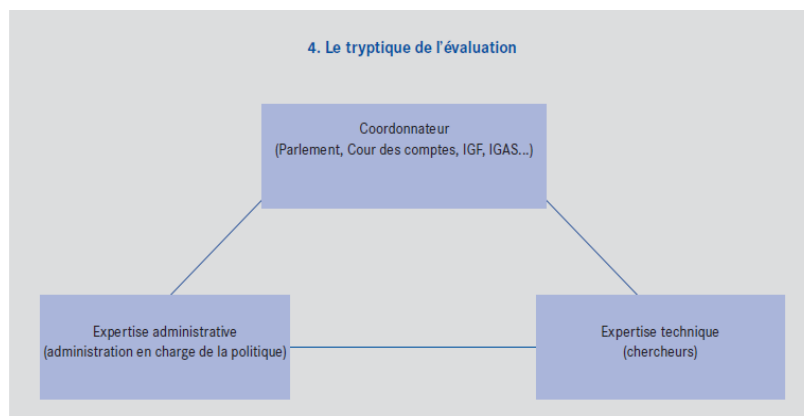 4. Le tryptique de l'évaluation
Coordonnateur
(Parlement, Cour des comptes, IGF, IGAS...)
Expertise administrative
(administration en charge de la politique)
Expertise technique
(chercheurs)